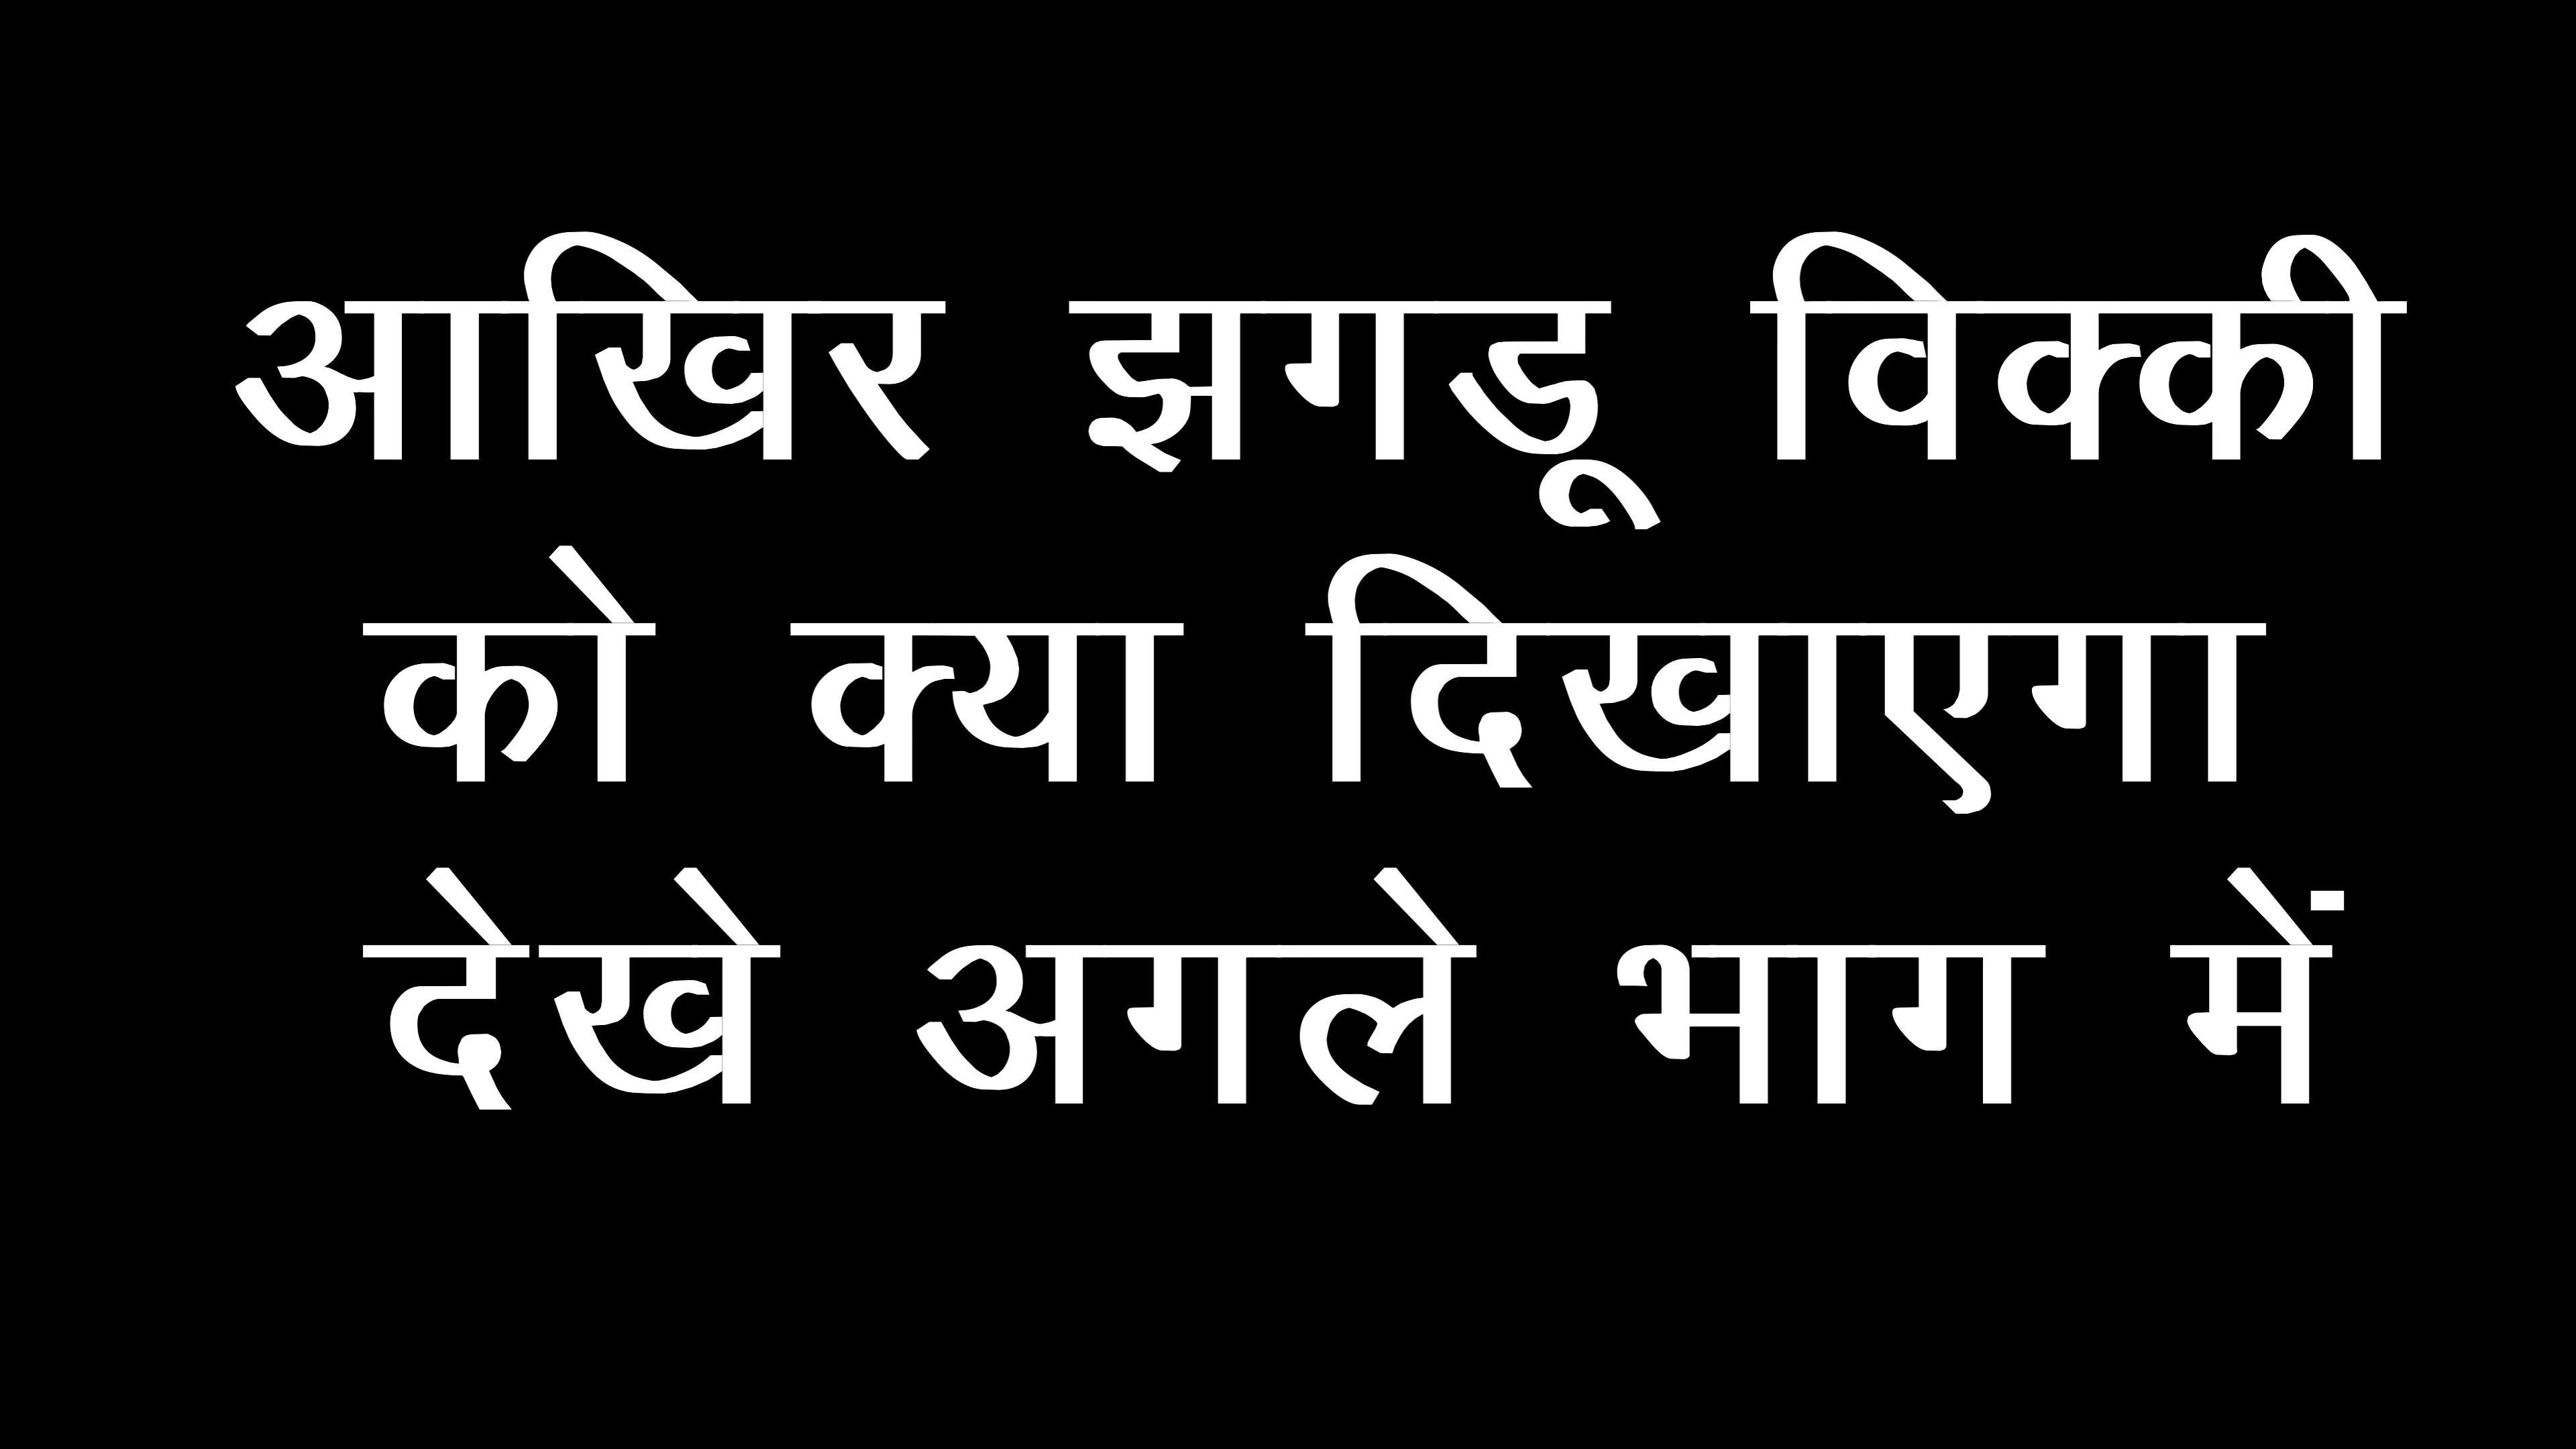 आखिर झगडू विक्की
को क्या दिखाएगा
देखे अगले भाग में